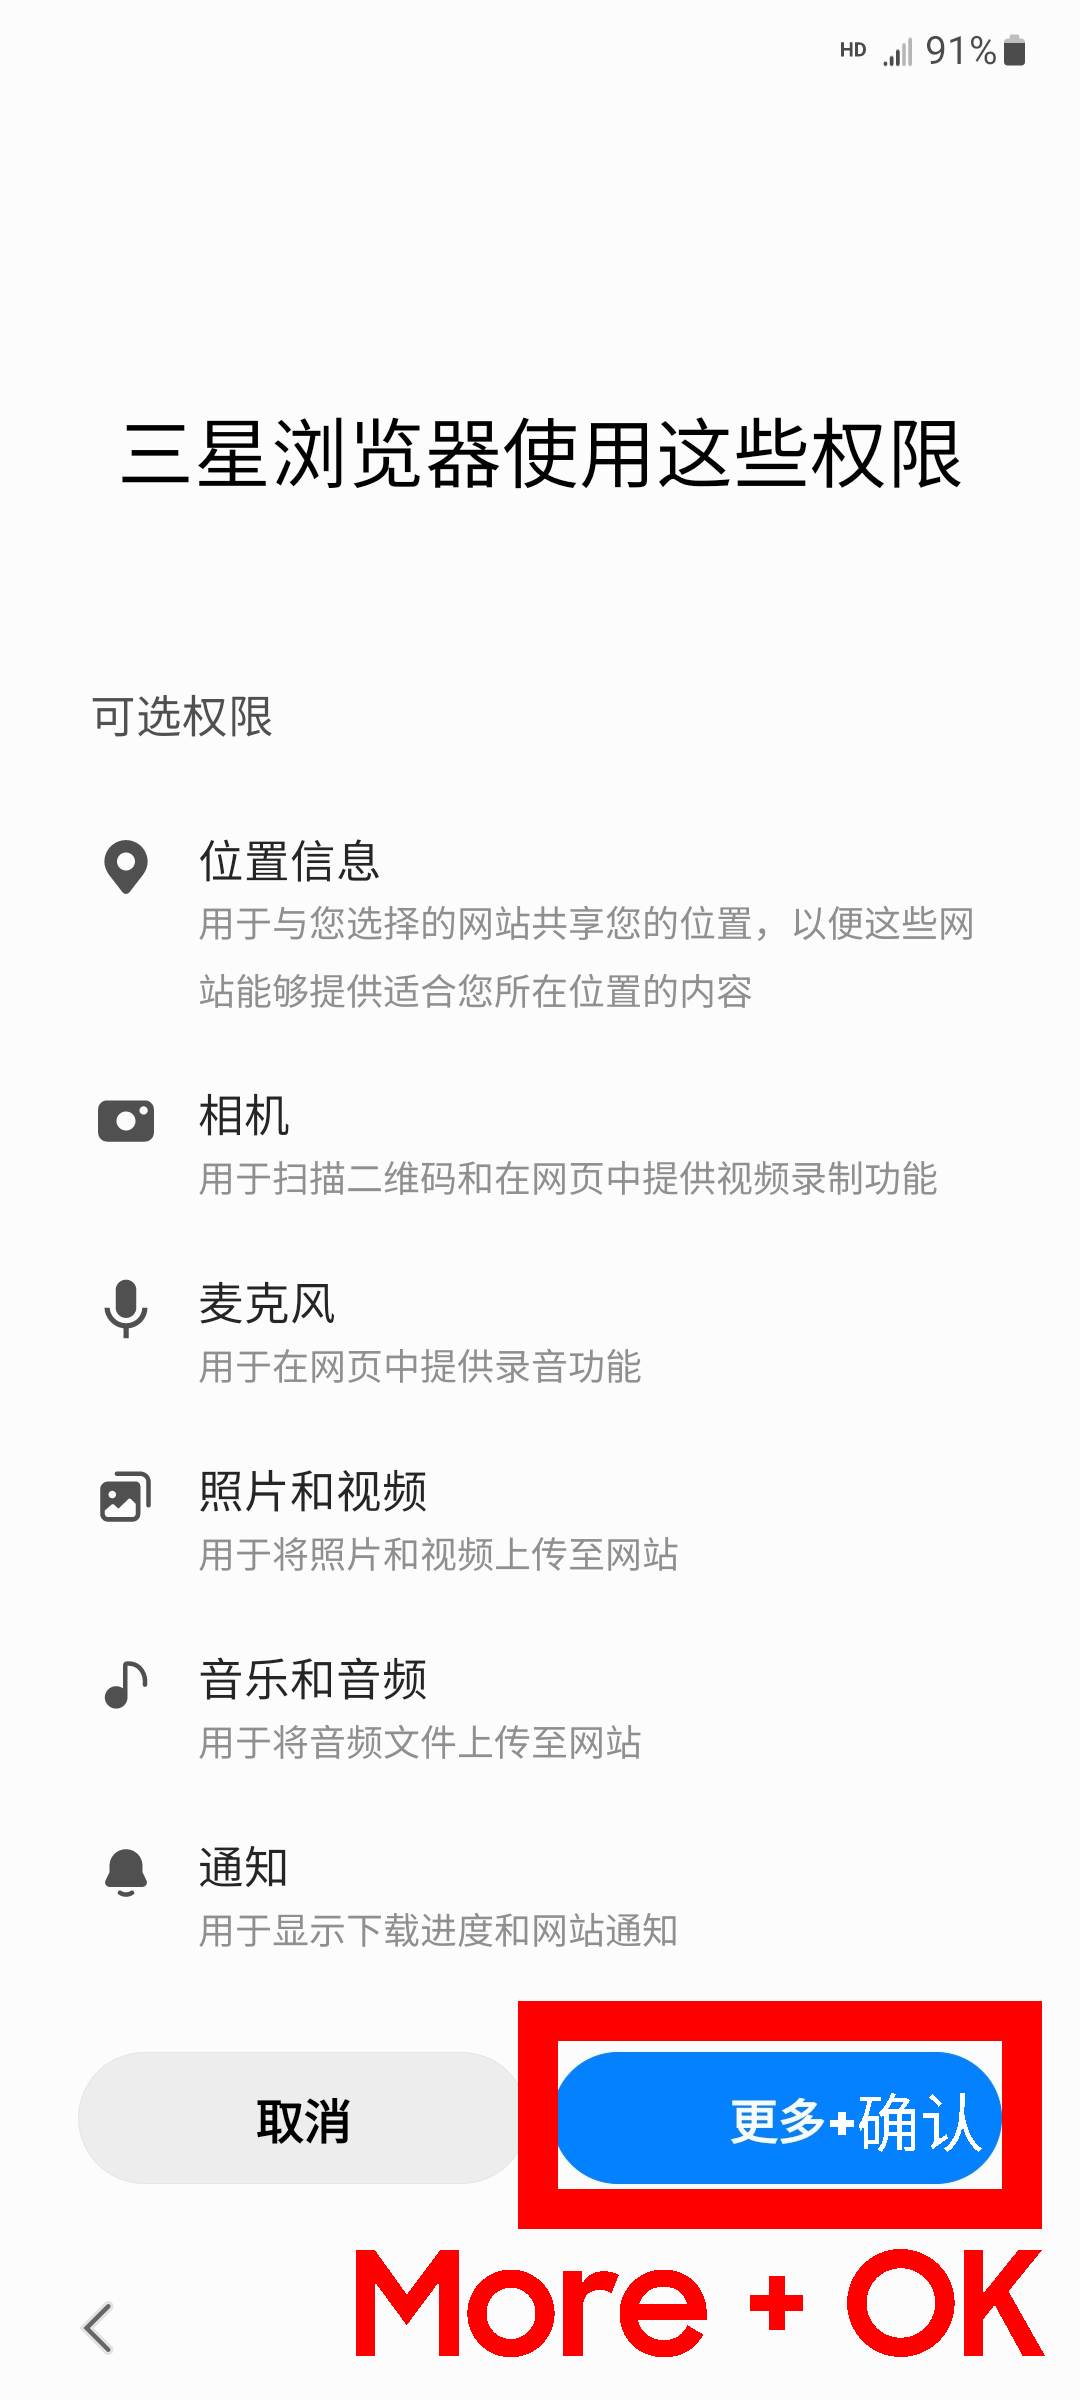 HD 91%
三星浏览器使用这些权限
可选权限
位置信息
用于与您选择的网站共享您的位置，以便这些网
站能够提供适合您所在位置的内容
相机
用于扫描二维码和在网页中提供视频录制功能
麦克风
用于在网页中提供录音功能
照片和视频
用于将照片和视频上传至网站
音乐和音频
用于将音频文件上传至网站
通知
用于显示下载进度和网站通知
取消
更多+确认
More + OK